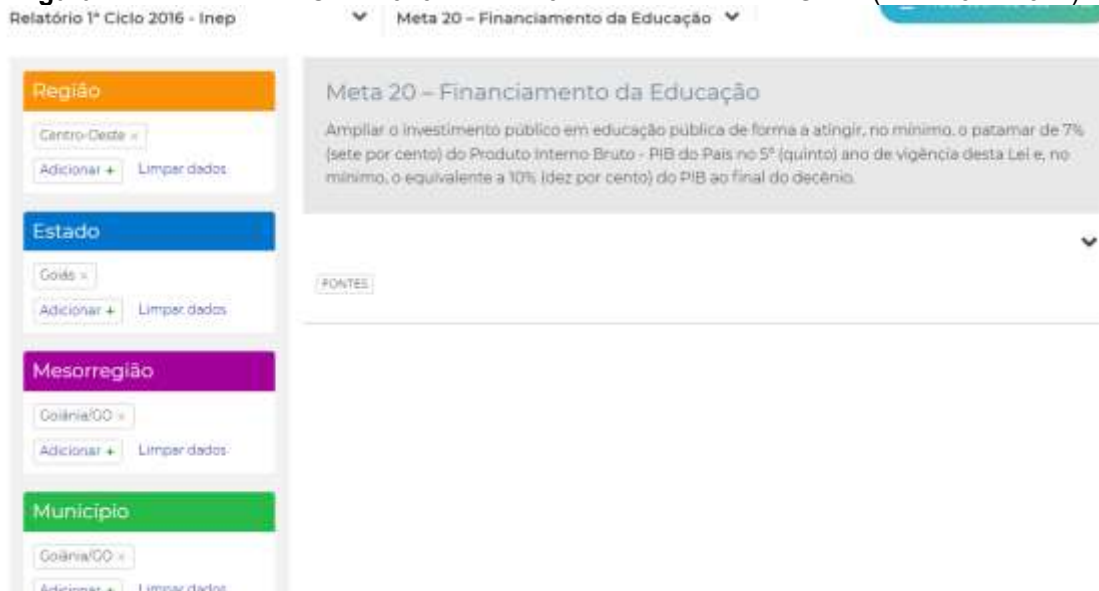 Relatório 1º Ciclo 2016 - Inep
Meta 20 – Financiamento da Educação
Região
Centro-Oeste ×
Adicionar + Limpar dados
Estado
Goiás ×
Adicionar + Limpar dados
Mesorregião
Goiânia/GO ×
Adicionar + Limpar dados
Município
Goiânia/GO ×
Adicionar + Limpar dados
Meta 20 – Financiamento da Educação
Ampliar o investimento público em educação pública de forma a atingir, no mínimo, o patamar de 7%
(sete por cento) do Produto Interno Bruto - PIB do País no 5º (quinto) ano de vigência desta Lei e, no
mínimo, o equivalente a 10% (dez por cento) do PIB ao final do decênio.
FONTES